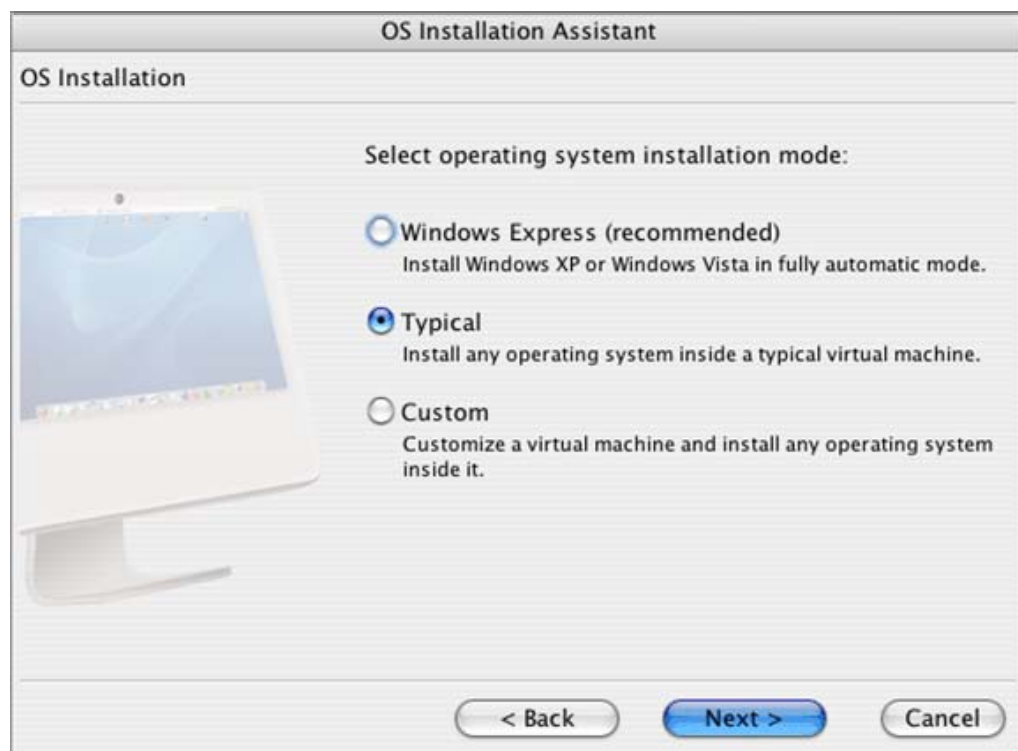 OS Installation Assistant
OS Installation
Select operating system installation mode:
Windows Express (recommended)
Install Windows XP or Windows Vista in fully automatic mode.
Typical
Install any operating system inside a typical virtual machine.
Custom
Customize a virtual machine and install any operating system
inside it.
< Back
Next >
Cancel